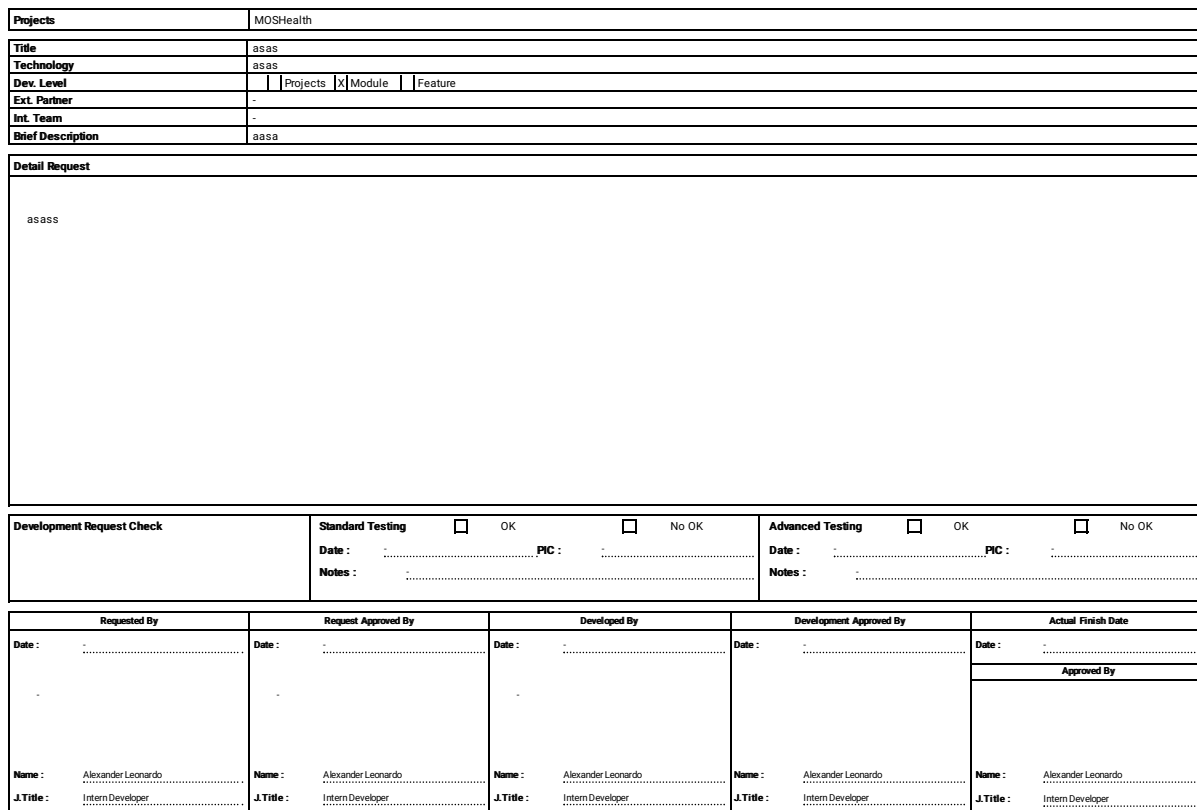 Projects MOSHealth
Title asas
Technology asas
Dev. Level Projects X Module Feature
Ext. Partner -
Int. Team -
Brief Description aasa
Detail Request
asass
Development Request Check Standard Testing OK No OK Advanced Testing OK No OK
Date : - PIC : - Date : - PIC : -
Notes : - Notes : -
Requested By Request Approved By Developed By Development Approved By Actual Finish Date
Date : - Date : - Date : - Date : - Date : -
Approved By
- - -
Name : Alexander Leonardo Name : Alexander Leonardo Name : Alexander Leonardo Name : Alexander Leonardo Name : Alexander Leonardo
J.Title : Intern Developer J.Title : Intern Developer J.Title : Intern Developer J.Title : Intern Developer J.Title : Intern Developer